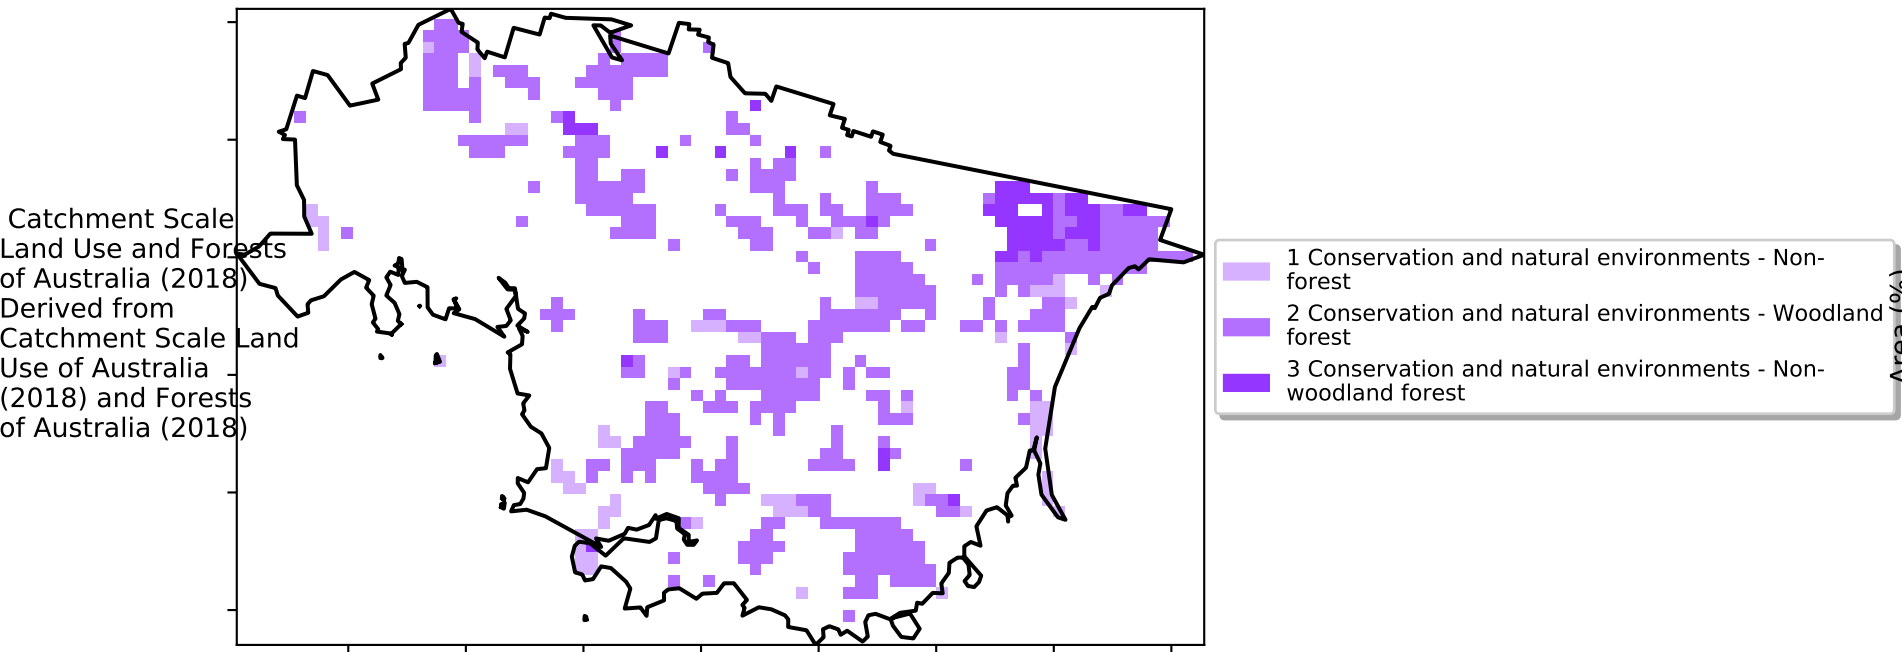 Catchment Scale
Land Use and Forests
of Australia (2018)
Derived from
Catchment Scale Land
Use of Australia
(2018) and Forests
of Australia (2018)
1 Conservation and natural environments - Non-
forest
2 Conservation and natural environments - Woodland
forest
3 Conservation and natural environments - Non-
woodland forest
Area (%)